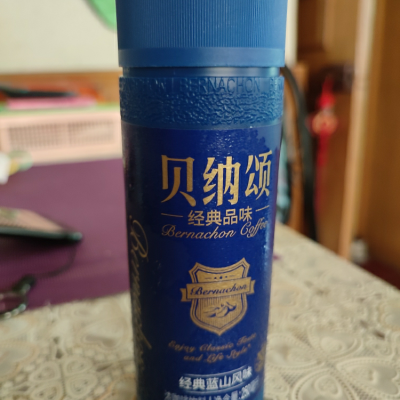 BERNACHON
贝纳颂
经典品味
Bernachon Coffee
Bernachon
Enjoy Classic Taste
and Life Style
经典蓝山风味